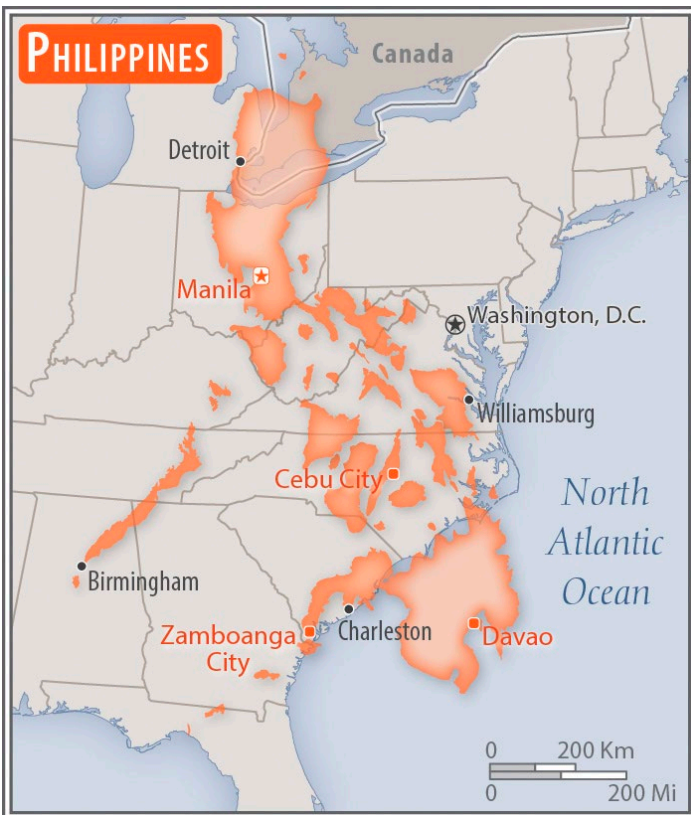 PHILIPPINES
Canada
Detroit
Manila
Washington, D.C.
Williamsburg
Cebu City
North
Atlantic
Ocean
Birmingham
Zamboanga
City
Charleston
Davao
0 200 Km
0 200 Mi